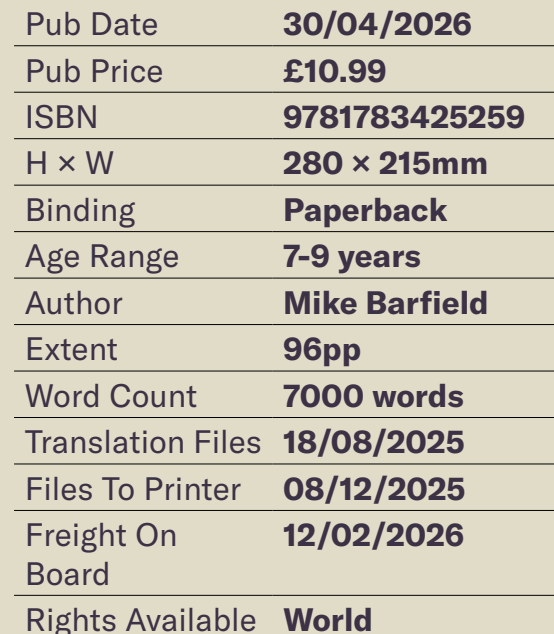 Pub Date 30/04/2026
Pub Price £10.99
ISBN 9781783425259
H × W 280 × 215mm
Binding Paperback
Age Range 7-9 years
Author Mike Barfield
Extent 96pp
Word Count 7000 words
Translation Files 18/08/2025
Files To Printer 08/12/2025
Freight On 12/02/2026
Board
Rights Available World